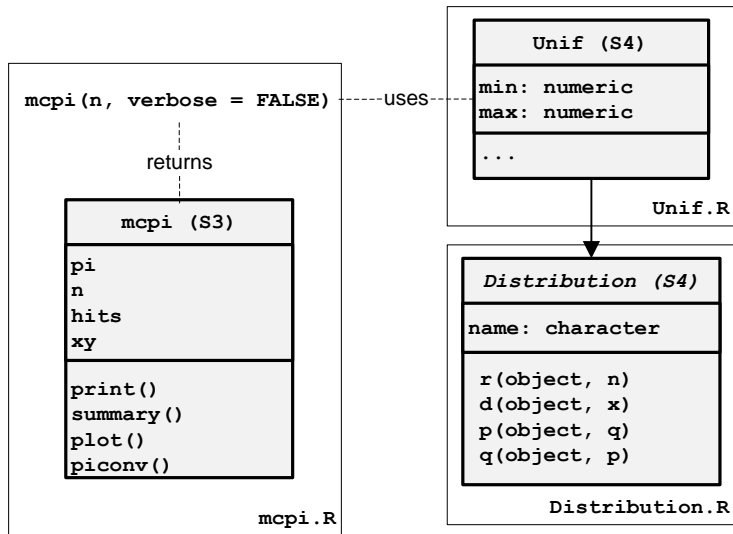 mcpi(n, verbose = FALSE)
returns
mcpi (S3)
pi
n
hits
xy
print()
summary()
plot()
piconv()
mcpi.R
uses
Unif (S4)
min: numeric
max: numeric
...
Unif.R
Distribution (S4)
name: character
r(object, n)
d(object, x)
p(object, q)
q(object, p)
Distribution.R